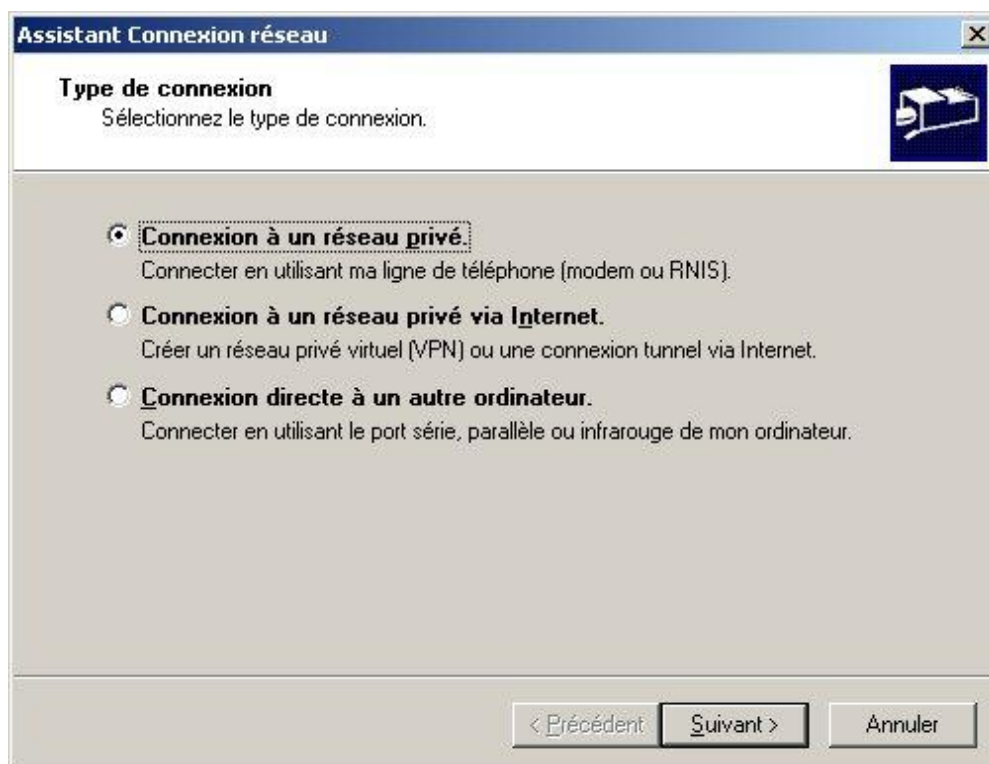 Assistant Connexion réseau
Type de connexion
Sélectionnez le type de connexion.
Connexion à un réseau privé.
Connecter en utilisant ma ligne de téléphone (modem ou RNIS).
Connexion à un réseau privé via Internet.
Créer un réseau privé virtuel (VPN) ou une connexion tunnel via Internet.
Connexion directe à un autre ordinateur.
Connecter en utilisant le port série, parallèle ou infrarouge de mon ordinateur.
< Précédent Suivant > Annuler